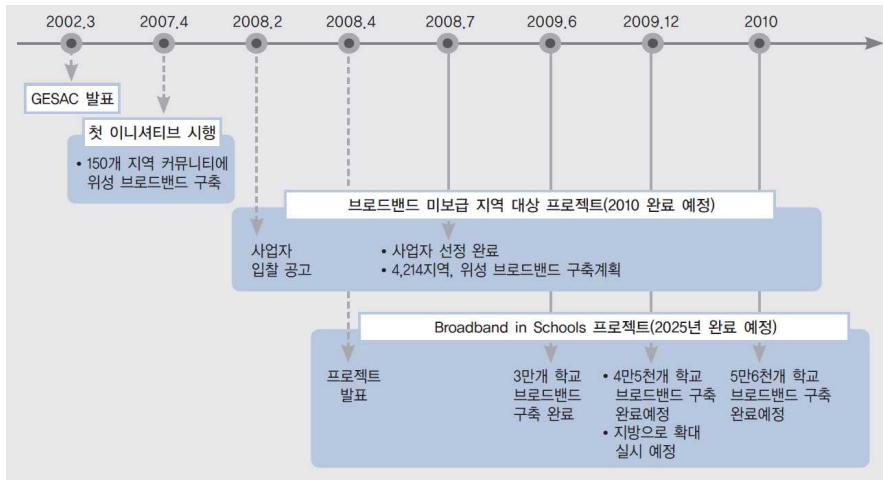 2002.3 2007.4 2008.2 2008.4 2008.7 2009.6 2009.12 2010
GESAC 발표
첫 이니셔티브 시행
• 150개 지역 커뮤니티에
위성 브로드밴드 구축
브로드밴드 미보급 지역 대상 프로젝트(2010 완료 예정)
사업자
입찰 공고
• 사업자 선정 완료
• 4,214지역, 위성 브로드밴드 구축계획
Broadband in Schools 프로젝트(2025년 완료 예정)
프로젝트
발표
3만개 학교
브로드밴드
구축 완료
• 4만5천개 학교
브로드밴드 구축
완료예정
• 지방으로 확대
실시 예정
5만6천개 학교
브로드밴드 구축
완료예정